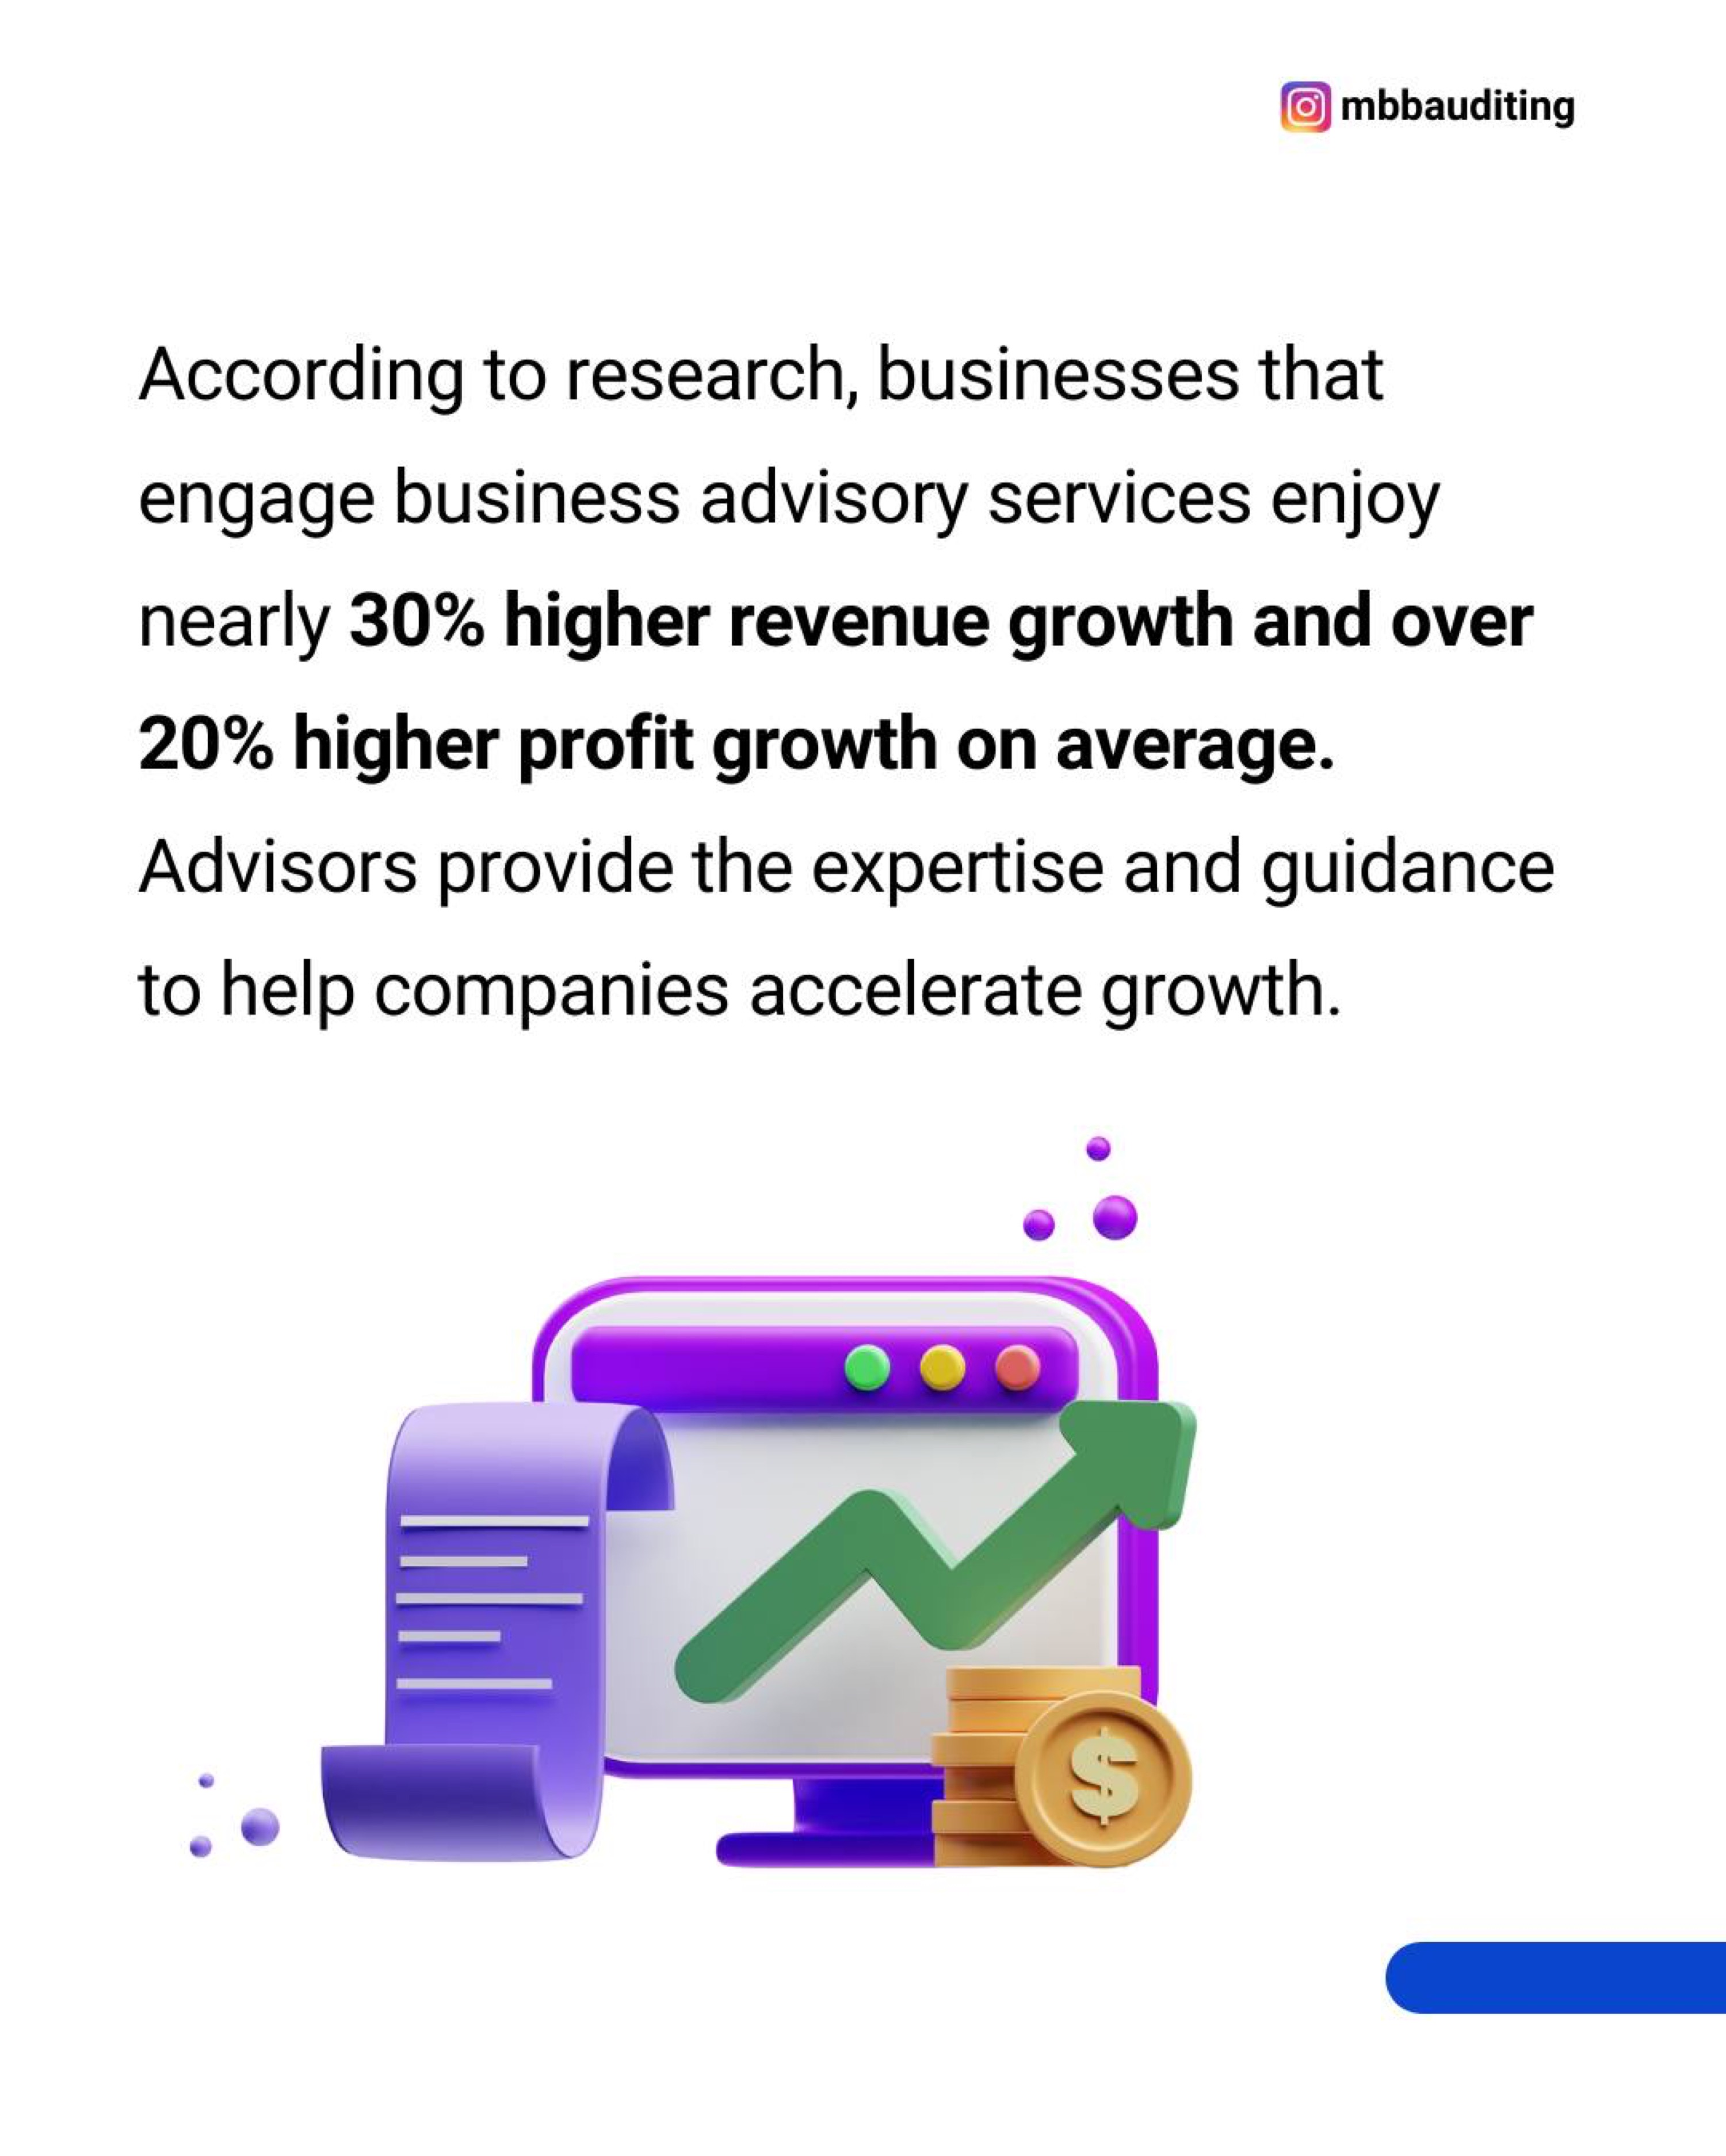 mbbauditing
According to research, businesses that
engage business advisory services enjoy
nearly 30% higher revenue growth and over
20% higher profit growth on average.
Advisors provide the expertise and guidance
to help companies accelerate growth.
$